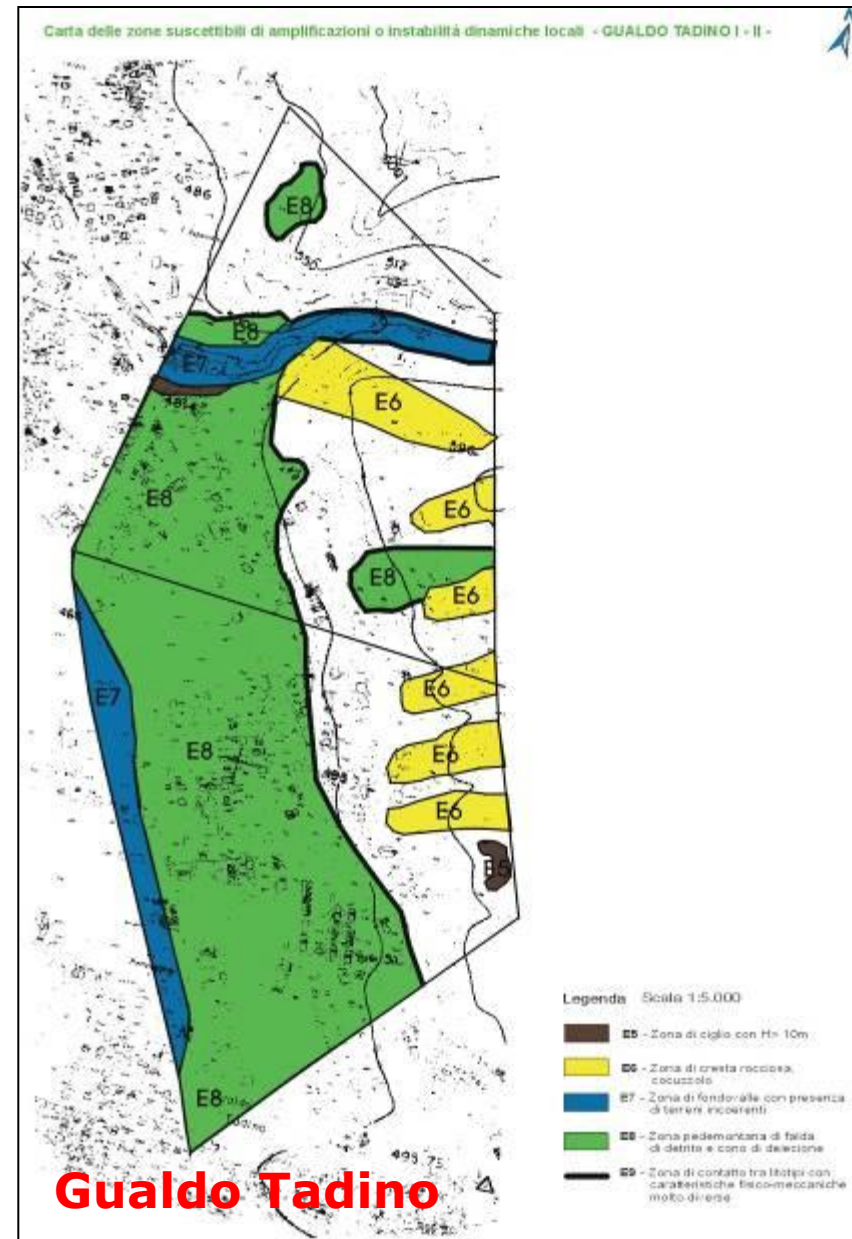 Carta delle zone suscettibili di amplificazioni o instabilità dinamiche locali - GUALDO TADINO I - II -
486
E8
550
E8
E7
E6
E8
E6
E8
E6
E7
E6
E8
E6
E6
E5
E8
499.75
Gualdo Tadino
Legenda Scala 1:5.000
E5 - Zona di ciglio con H> 10m
E6 - Zona di cresta rocciosa,
cocuzzolo
E7 - Zona di fondovalle con presenza
di terreni incoerenti
E8 - Zona pedemontana di falda
di detrito e cono di deiezione
E9 - Zona di contatto tra litotipi con
caratteristiche fisico-meccaniche
molto diverse